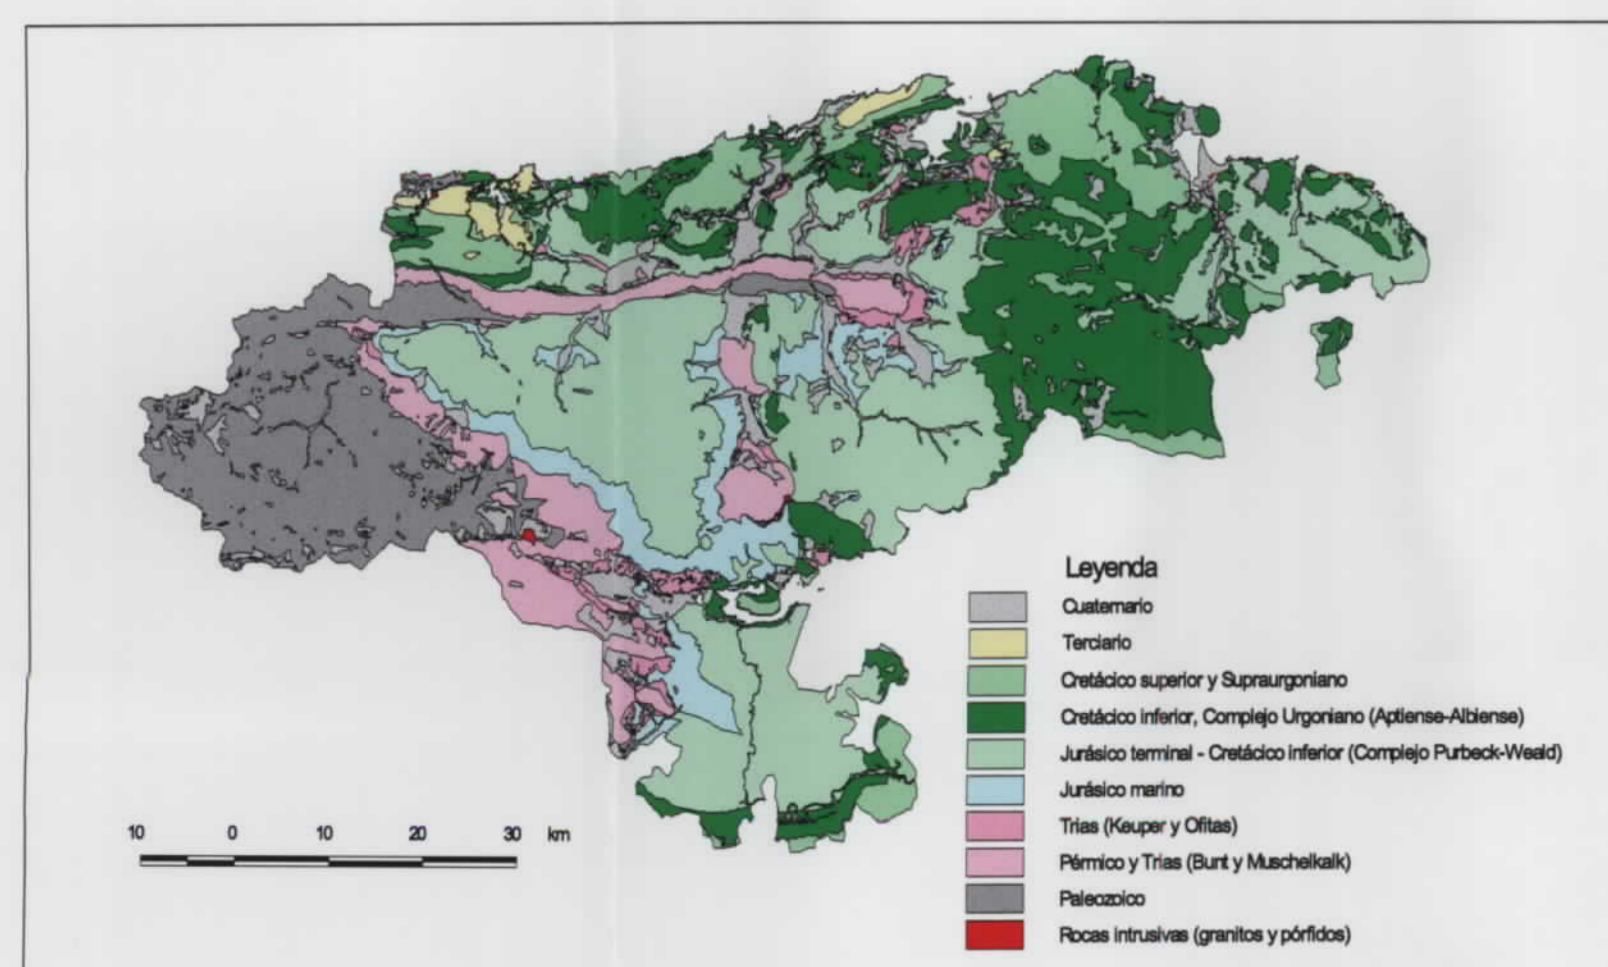 Leyenda
Cuaternario
Terciario
Cretácico superior y Supraurgoniano
Cretácico inferior, Complejo Urgoniano (Aptiense-Albiense)
Jurásico terminal - Cretácico inferior (Complejo Purbeck-Weald)
Jurásico marino
Trias (Keuper y Ofitas)
Pérmico y Trias (Bunt y Muschelkalk)
Paleozoico
Rocas intrusivas (granitos y pórfidos)
10 0 10 20 30 km